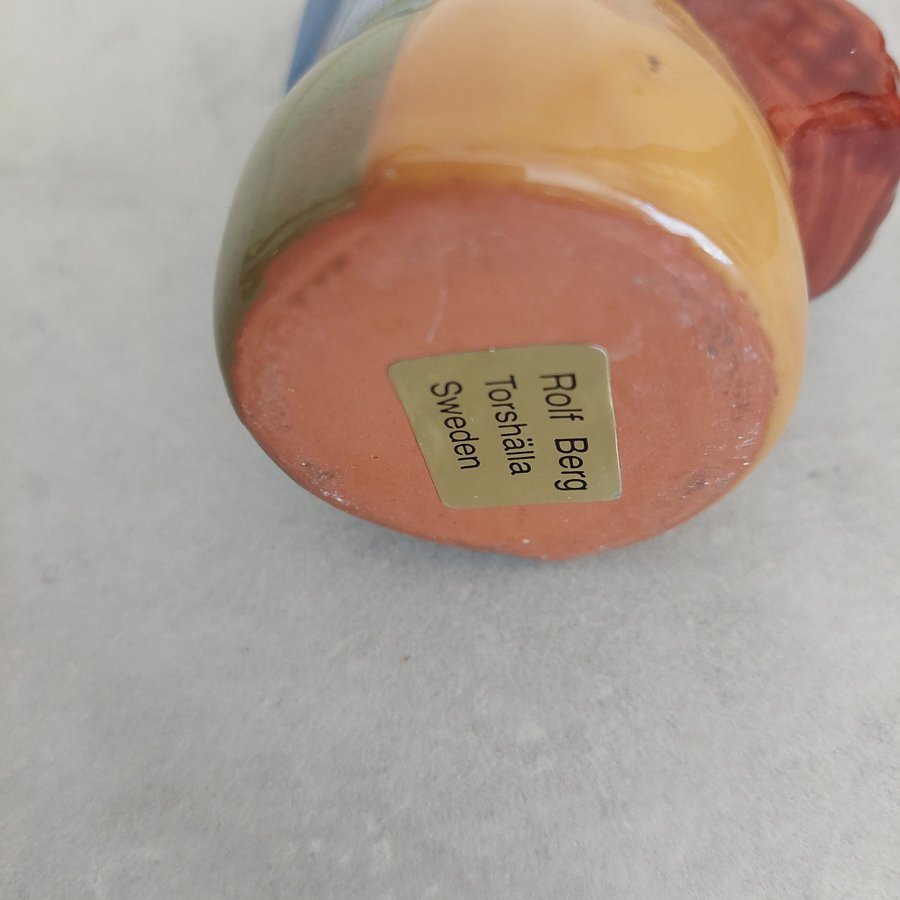 Rolf Berg
Torshälla
Sweden